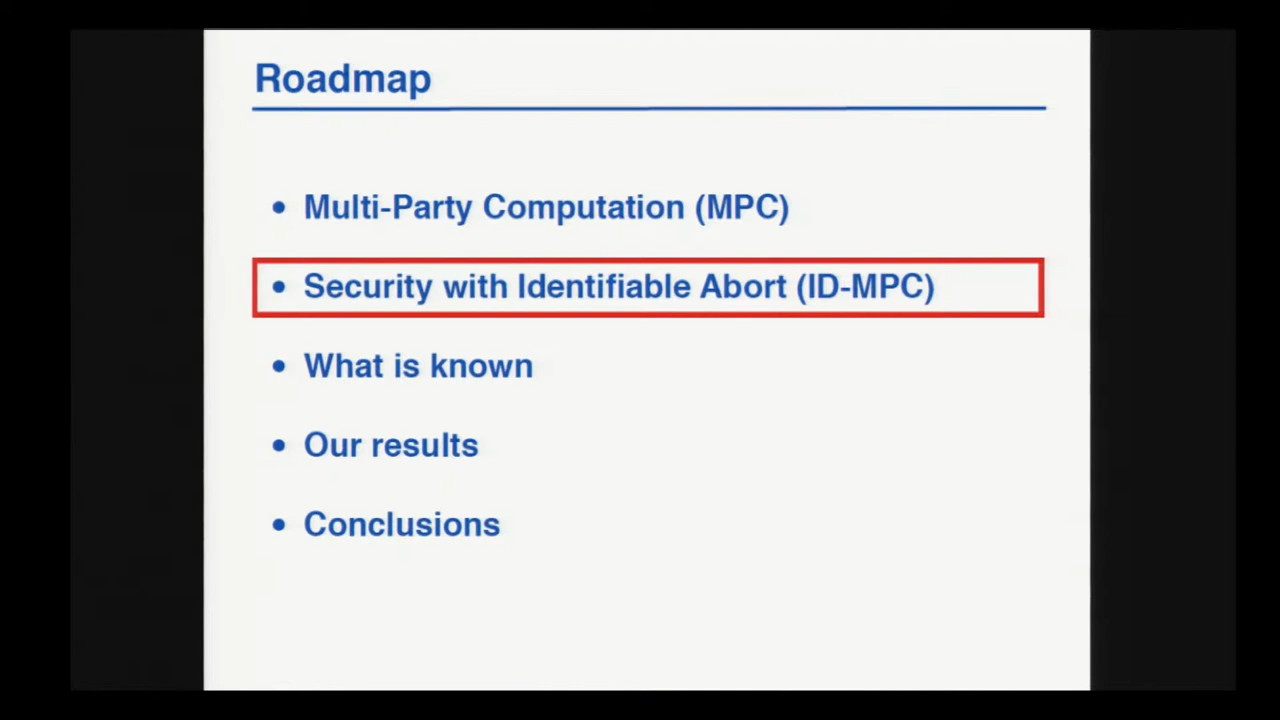 Roadmap
• Multi-Party Computation (MPC)
• Security with Identifiable Abort (ID-MPC)
• What is known
• Our results
• Conclusions